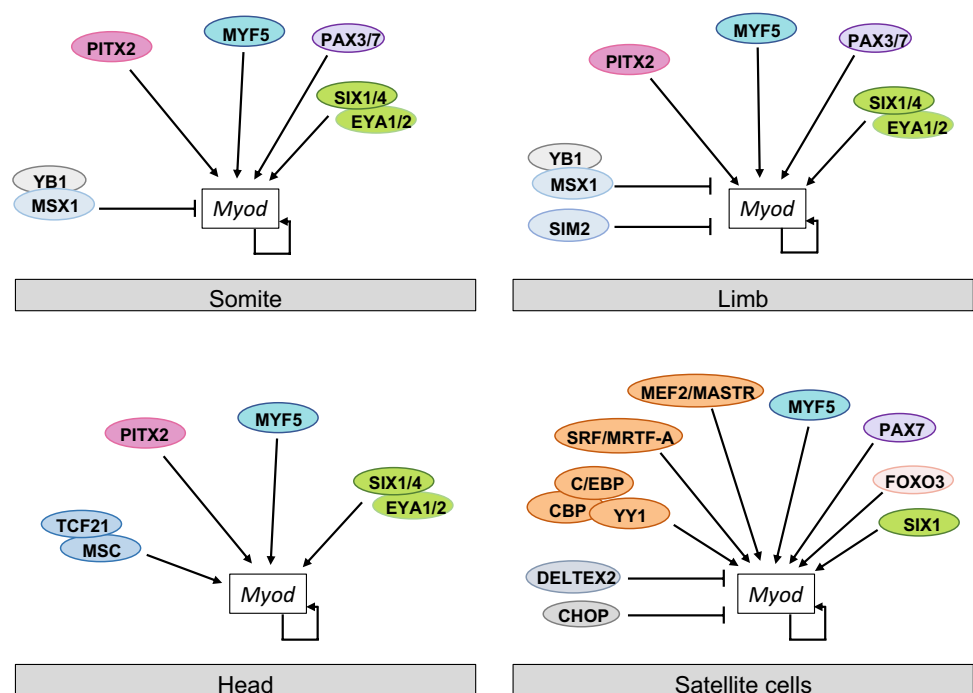 PITX2
MYF5
PAX3/7
SIX1/4
EYA1/2
YB1
MSX1
Myod
Somite
PITX2
MYF5
PAX3/7
SIX1/4
EYA1/2
YB1
MSX1
SIM2
Myod
Limb
PITX2
MYF5
SIX1/4
EYA1/2
TCF21
MSC
Myod
Head
MEF2/MASTR
MYF5
SRF/MRTF-A
PAX7
C/EBP
CBP
YY1
FOXO3
SIX1
DELTEX2
CHOP
Myod
Satellite cells